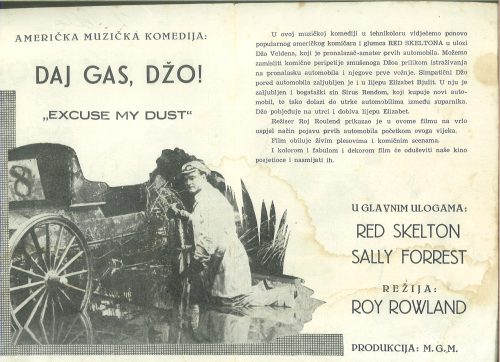 AMERIČKA MUZIČKA KOMEDIJA:
DAJ GAS, DŽO!
„EXCUSE MY DUST"
8
U ovoj muzičkoj komediji u tehnikoloru vidjećemo ponovo
popularnog američkog komičara i glumca RED SKELTONA u ulozi
Džo Veldena, koji je pronalazač-amater prvih automobila. Možemo
zamisliti komične peripetije smušenoga Džoa prilikom istraživanja
na pronalasku automobila i njegove prve vožnje. Simpatični Džo
pored automobila zaljubljen je i u lijepu Elizabet Bjulit. U nju je
zaljubljen i bogataški sin Sirus Rendom, koji kupuje novi auto-
mobil, te tako dolazi do utrke automobilima između suparnika.
Džo pobjeđuje na utrci i dobiva lijepu Elizabet.
Režiser Roj Roulend prikazao je u ovome filmu na vrlo
uspjel način pojavu prvih automobila početkom ovoga vijeka.
Film obiluje živim plesovima i komičnim scenama.
I kolorom i fabulom i dekorom film će oduševiti naše kino
posjetioce i nasmijati ih.
U GLAVNIM ULOGAMA:
RED SKELTON
SALLY FORREST
REŽIJA:
ROY ROWLAND
PRODUKCIJA: M.G.M.